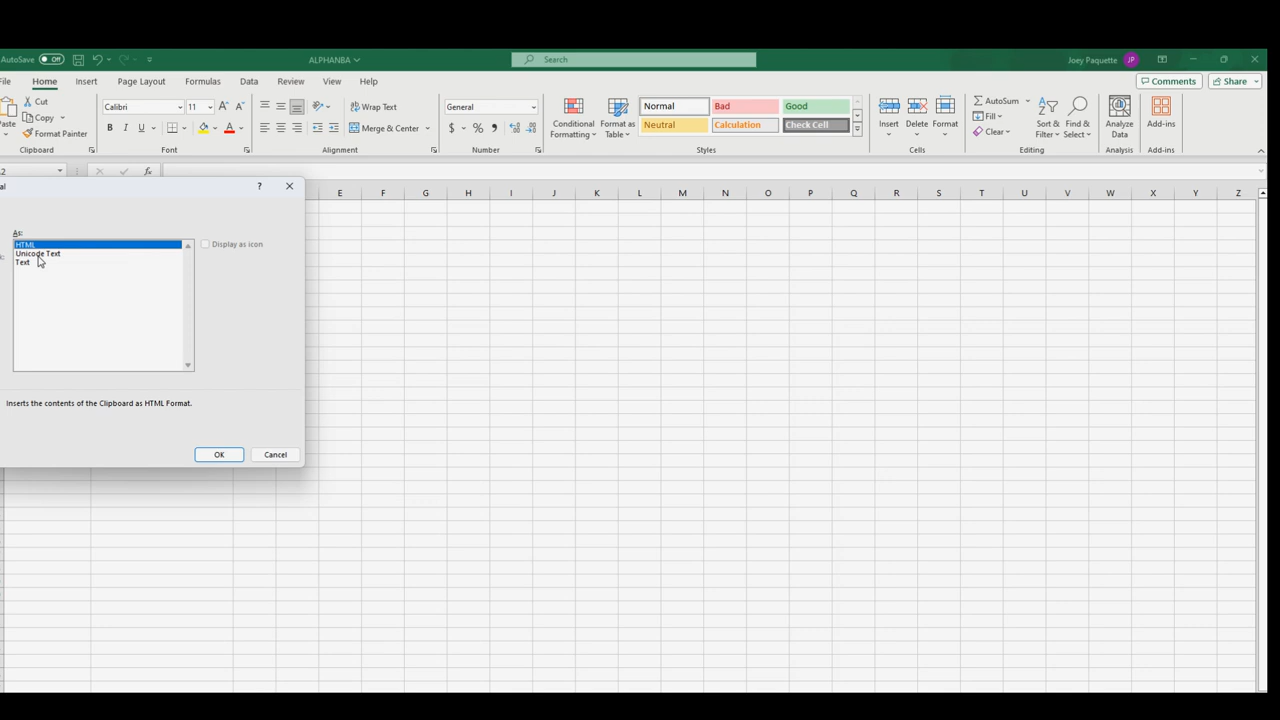 AutoSave Off ALPHANBA Search Joey Paquette JP
File Home Insert Page Layout Formulas Data Review View Help Comments Share
Paste Cut Copy Format Painter
Calibri 11 A A
B I U A
Wrap Text
Merge & Center
General
$ % ,
Conditional Formatting
Format as Table
Normal Bad Good
Neutral Calculation Check Cell
Insert Delete Format
AutoSum
Fill
Clear
Sort & Filter
Find & Select
Analyze Data
Add-ins
Clipboard Font Alignment Number Styles Cells Editing Analysis Add-ins
fx
E F G H I J K L M N O P Q R S T U V W X Y Z
al ? 
As:
HTML
Unicode Text
Text
Display as icon
Inserts the contents of the Clipboard as HTML Format.
OK Cancel